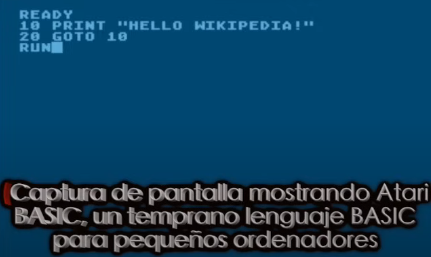 READY
10 PRINT "HELLO WIKIPEDIA!"
20 GOTO 10
RUN
Captura de pantalla mostrando Atari
BASIC, un temprano lenguaje BASIC
para pequeños ordenadores